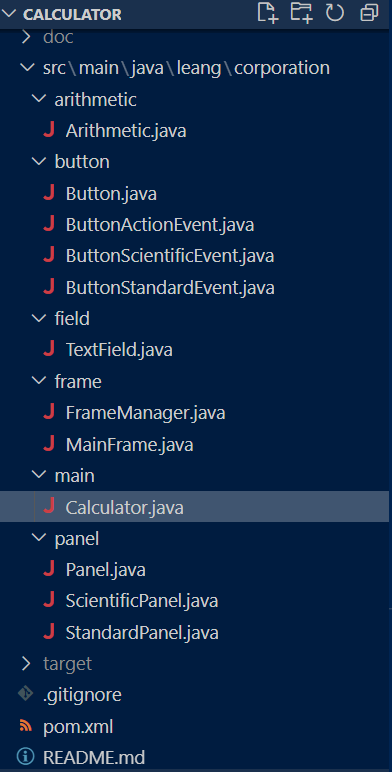 CALCULATOR
doc
src\main\java\leang\corporation
arithmetic
J Arithmetic.java
button
J Button.java
J ButtonActionEvent.java
J ButtonScientificEvent.java
J ButtonStandardEvent.java
field
J TextField.java
frame
J FrameManager.java
J MainFrame.java
main
J Calculator.java
panel
J Panel.java
J ScientificPanel.java
J StandardPanel.java
target
.gitignore
pom.xml
README.md